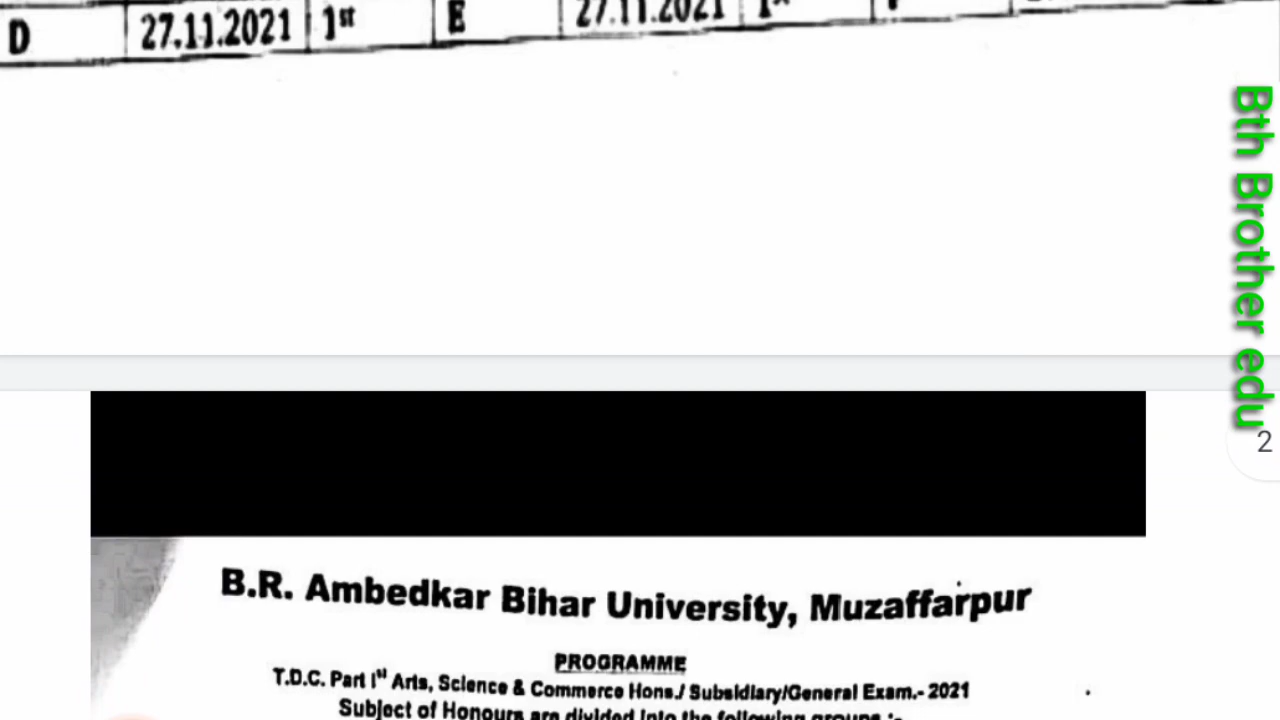 D 27.11.2021 1st E 27.11.2021 1st
Bth Brother edu
2
B.R. Ambedkar Bihar University, Muzaffarpur
PROGRAMME
T.D.C. Part Ist Arts, Science & Commerce Hons./ Subsidiary/General Exam.- 2021
Subject of Honours are divided into the following groups :-